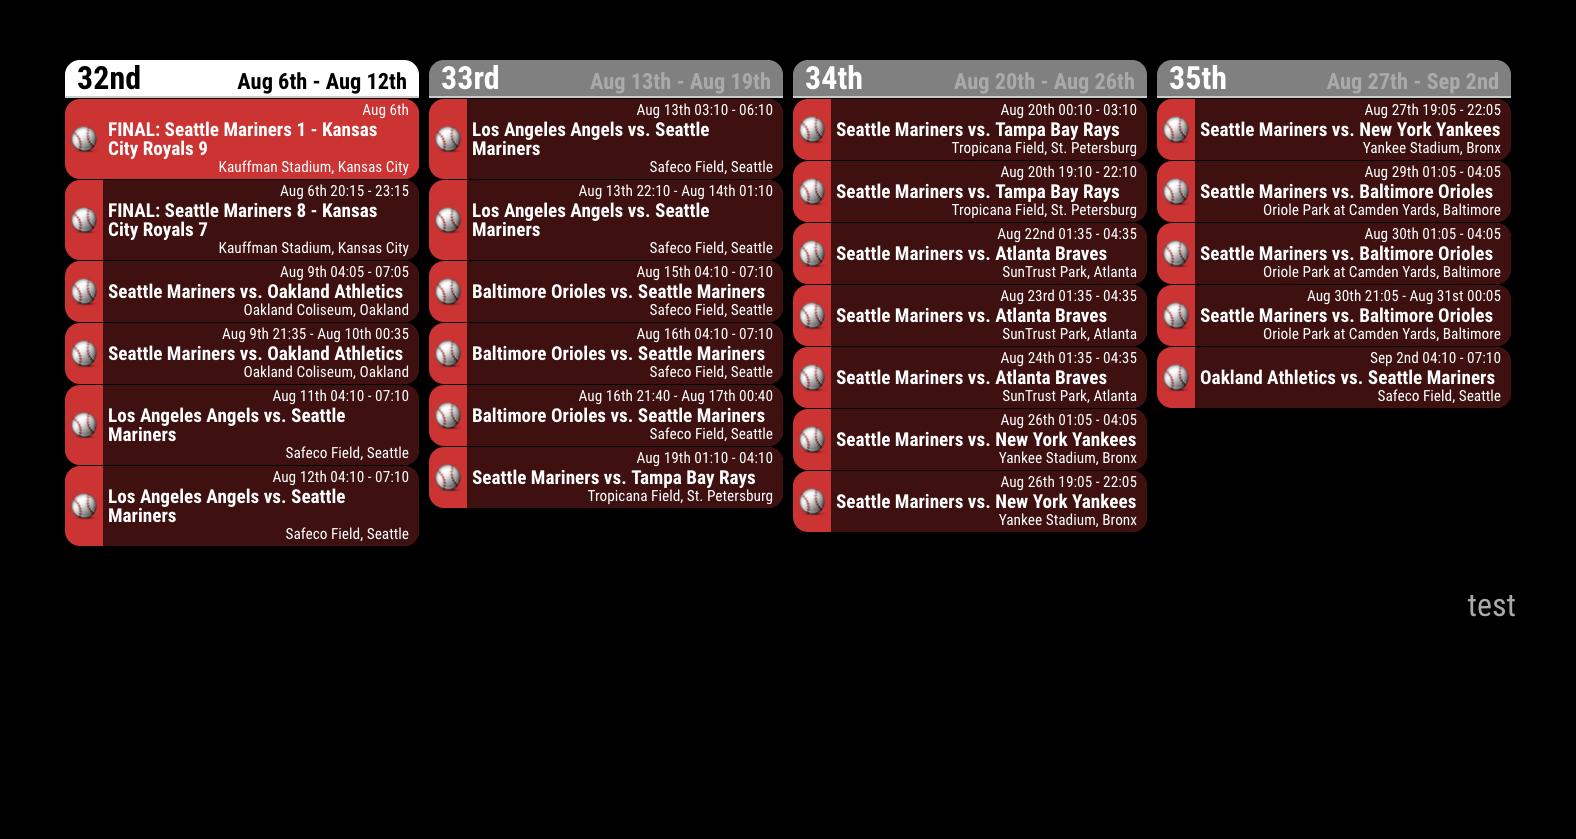 32nd
Aug 6th - Aug 12th
Aug 6th
FINAL: Seattle Mariners 1 - Kansas
City Royals 9
Kauffman Stadium, Kansas City
Aug 6th 20:15 - 23:15
FINAL: Seattle Mariners 8 - Kansas
City Royals 7
Kauffman Stadium, Kansas City
Aug 9th 04:05 - 07:05
Seattle Mariners vs. Oakland Athletics
Oakland Coliseum, Oakland
Aug 9th 21:35 - Aug 10th 00:35
Seattle Mariners vs. Oakland Athletics
Oakland Coliseum, Oakland
Aug 11th 04:10 - 07:10
Los Angeles Angels vs. Seattle
Mariners
Safeco Field, Seattle
Aug 12th 04:10 - 07:10
Los Angeles Angels vs. Seattle
Mariners
Safeco Field, Seattle
33rd
Aug 13th - Aug 19th
Aug 13th 03:10 - 06:10
Los Angeles Angels vs. Seattle
Mariners
Safeco Field, Seattle
Aug 13th 22:10 - Aug 14th 01:10
Los Angeles Angels vs. Seattle
Mariners
Safeco Field, Seattle
Aug 15th 04:10 - 07:10
Baltimore Orioles vs. Seattle Mariners
Safeco Field, Seattle
Aug 16th 04:10 - 07:10
Baltimore Orioles vs. Seattle Mariners
Safeco Field, Seattle
Aug 16th 21:40 - Aug 17th 00:40
Baltimore Orioles vs. Seattle Mariners
Safeco Field, Seattle
Aug 19th 01:10 - 04:10
Seattle Mariners vs. Tampa Bay Rays
Tropicana Field, St. Petersburg
34th
Aug 20th - Aug 26th
Aug 20th 00:10 - 03:10
Seattle Mariners vs. Tampa Bay Rays
Tropicana Field, St. Petersburg
Aug 20th 19:10 - 22:10
Seattle Mariners vs. Tampa Bay Rays
Tropicana Field, St. Petersburg
Aug 22nd 01:35 - 04:35
Seattle Mariners vs. Atlanta Braves
SunTrust Park, Atlanta
Aug 23rd 01:35 - 04:35
Seattle Mariners vs. Atlanta Braves
SunTrust Park, Atlanta
Aug 24th 01:35 - 04:35
Seattle Mariners vs. Atlanta Braves
SunTrust Park, Atlanta
Aug 26th 01:05 - 04:05
Seattle Mariners vs. New York Yankees
Yankee Stadium, Bronx
Aug 26th 19:05 - 22:05
Seattle Mariners vs. New York Yankees
Yankee Stadium, Bronx
35th
Aug 27th - Sep 2nd
Aug 27th 19:05 - 22:05
Seattle Mariners vs. New York Yankees
Yankee Stadium, Bronx
Aug 29th 01:05 - 04:05
Seattle Mariners vs. Baltimore Orioles
Oriole Park at Camden Yards, Baltimore
Aug 30th 01:05 - 04:05
Seattle Mariners vs. Baltimore Orioles
Oriole Park at Camden Yards, Baltimore
Aug 30th 21:05 - Aug 31st 00:05
Seattle Mariners vs. Baltimore Orioles
Oriole Park at Camden Yards, Baltimore
Sep 2nd 04:10 - 07:10
Oakland Athletics vs. Seattle Mariners
Safeco Field, Seattle
test